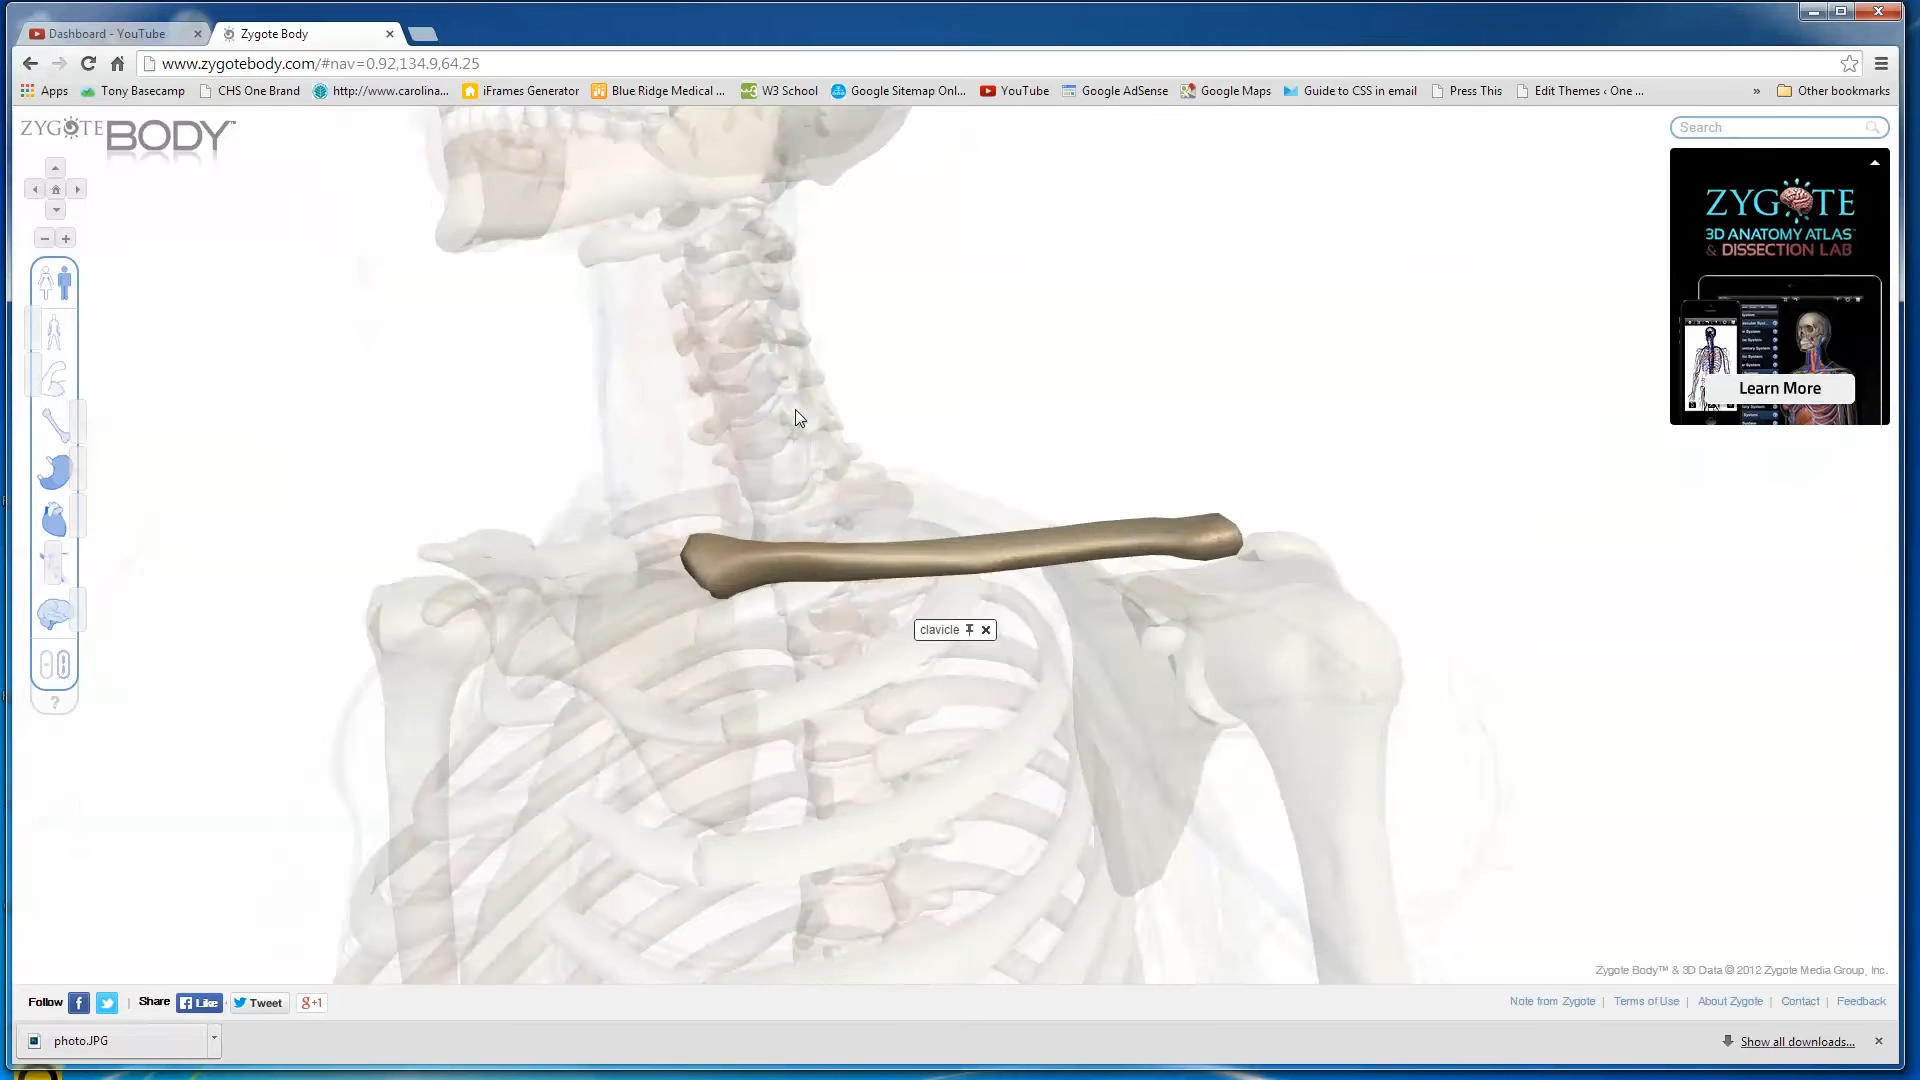 Dashboard - YouTube
Zygote Body
www.zygotebody.com/#nav=0.92,134.9,64.25
Apps
Tony Basecamp
CHS One Brand
http://www.carolina...
iFrames Generator
Blue Ridge Medical ...
W3 School
Google Sitemap Onl...
YouTube
Google AdSense
Google Maps
Guide to CSS in email
Press This
Edit Themes ‹ One ...
»
Other bookmarks
ZYGOTE BODY™
Search
ZYGOTE
3D ANATOMY ATLAS™
& DISSECTION LAB
Learn More
clavicle
?
Zygote Body™ & 3D Data © 2012 Zygote Media Group, Inc.
Follow
f
| Share
Like
Tweet
g+1
Note from Zygote | Terms of Use | About Zygote | Contact | Feedback
photo.JPG
Show all downloads...